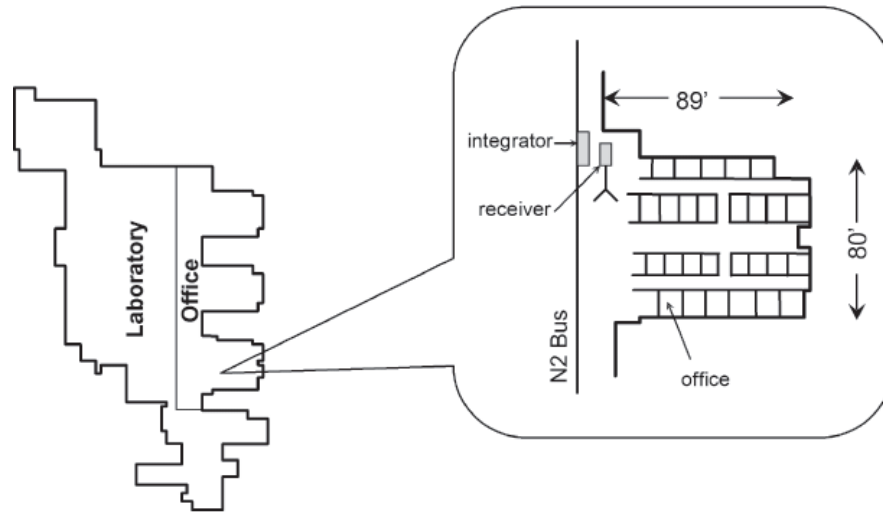 Laboratory
Office
89'
integrator
receiver
80'
N2 Bus
office